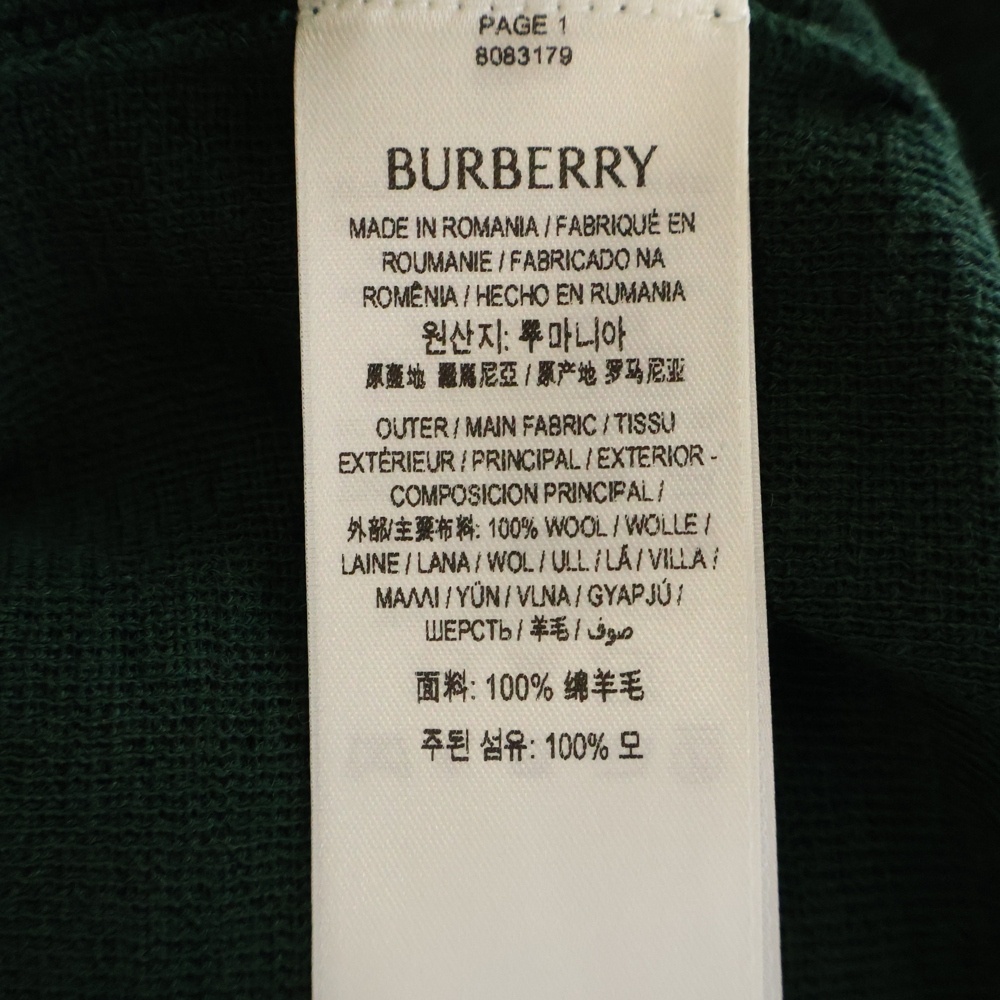 PAGE 1
8083179
BURBERRY
MADE IN ROMANIA / FABRIQUÉ EN
ROUMANIE / FABRICADO NA
ROMÊNIA / HECHO EN RUMANIA
원산지: 루마니아
原產地 羅馬尼亞 / 原产地 罗马尼亚
OUTER / MAIN FABRIC / TISSU
EXTÉRIEUR / PRINCIPAL / EXTERIOR -
COMPOSICION PRINCIPAL /
外部/主要布料: 100% WOOL / WOLLE /
LAINE / LANA / WOL / ULL / LÃ / VILLA /
ΜΑΛΛΙ / YÜN / VLNA / GYAPJÚ /
ШЕРСТЬ / 羊毛 / صوف
面料: 100% 绵羊毛
주된 섬유: 100% 모